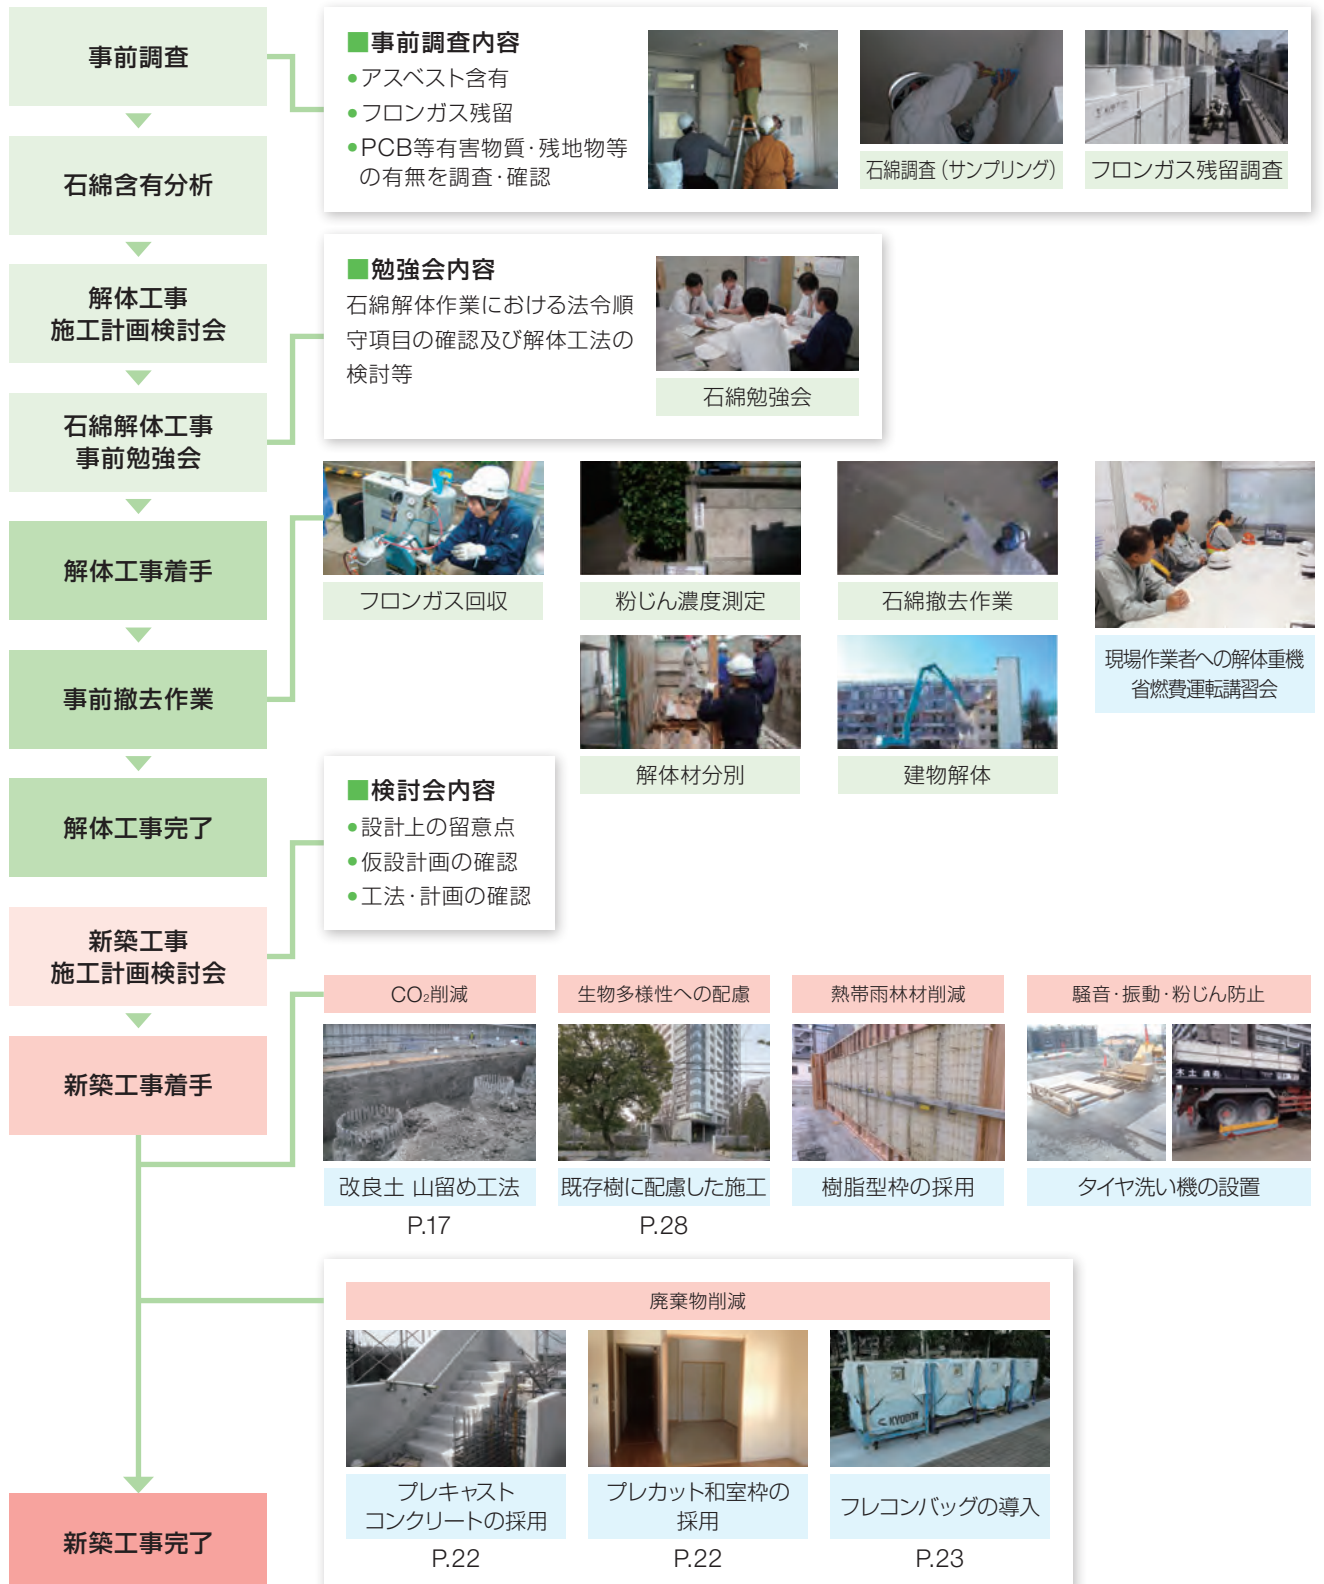 事前調査
石綿含有分析
解体工事
施工計画検討会
石綿解体工事
事前勉強会
解体工事着手
事前撤去作業
解体工事完了
新築工事
施工計画検討会
新築工事着手
新築工事完了
■事前調査内容
●アスベスト含有
●フロンガス残留
●PCB等有害物質・残地物等
の有無を調査・確認
石綿調査（サンプリング）
フロンガス残留調査
■勉強会内容
石綿解体作業における法令順
守項目の確認及び解体工法の
検討等
石綿勉強会
フロンガス回収
粉じん濃度測定
石綿撤去作業
現場作業者への解体重機
省燃費運転講習会
解体材分別
建物解体
■検討会内容
●設計上の留意点
●仮設計画の確認
●工法・計画の確認
CO₂削減
生物多様性への配慮
熱帯雨林材削減
騒音・振動・粉じん防止
改良土 山留め工法
既存樹に配慮した施工
樹脂型枠の採用
タイヤ洗い機の設置
P.17
P.28
廃棄物削減
KYODO
プレキャスト
コンクリートの採用
プレカット和室枠の
採用
フレコンバッグの導入
P.22
P.22
P.23